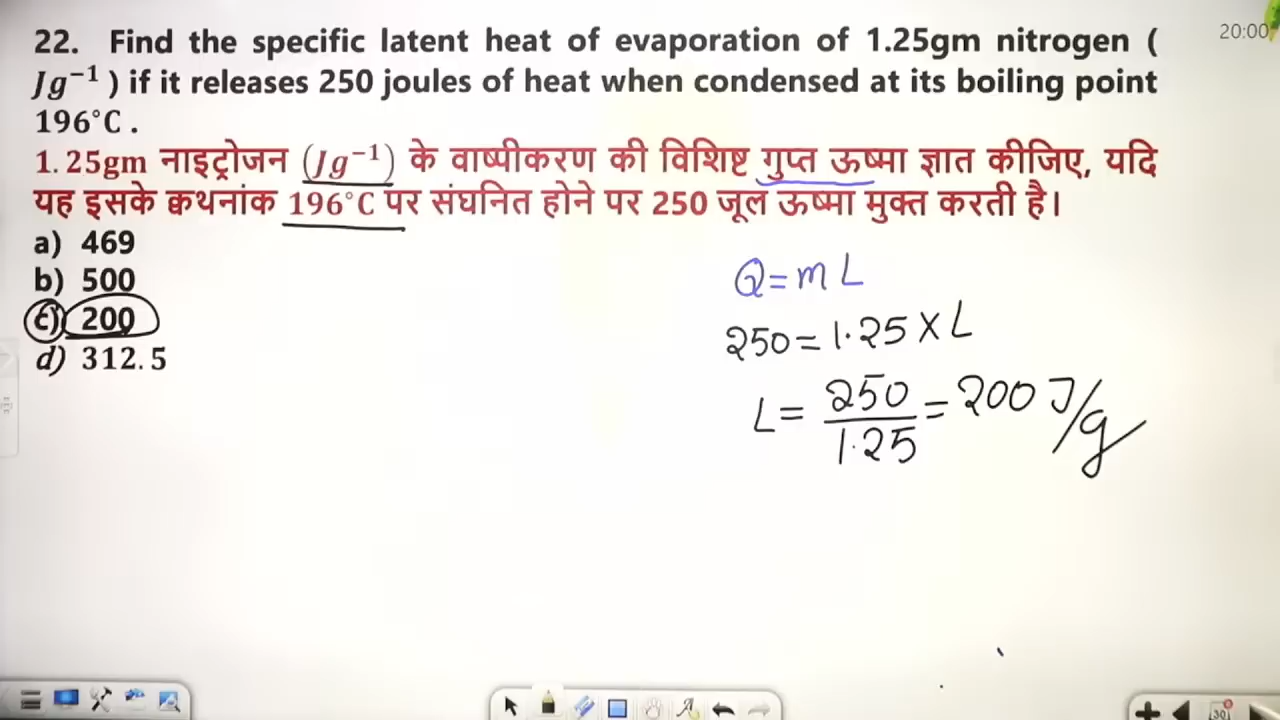 22. Find the specific latent heat of evaporation of 1.25gm nitrogen (
Jg⁻¹ ) if it releases 250 joules of heat when condensed at its boiling point
196°C .
1.25gm नाइट्रोजन (Jg⁻¹) के वाष्पीकरण की विशिष्ट गुप्त ऊष्मा ज्ञात कीजिए, यदि
यह इसके क्वथनांक 196°C पर संघनित होने पर 250 जूल ऊष्मा मुक्त करती है।
a) 469
b) 500
c) 200
d) 312.5
Q=mL
250=1.25×L
L= 250/1.25 =200 J/g
20:00